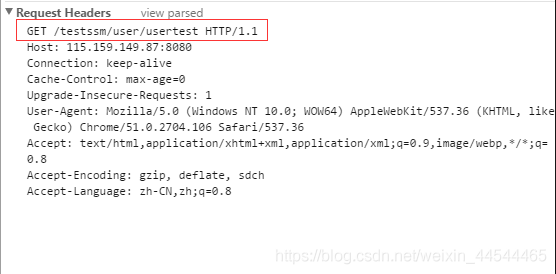 Request Headers view parsed
GET /testssm/user/usertest HTTP/1.1
Host: 115.159.149.87:8080
Connection: keep-alive
Cache-Control: max-age=0
Upgrade-Insecure-Requests: 1
User-Agent: Mozilla/5.0 (Windows NT 10.0; WOW64) AppleWebKit/537.36 (KHTML, like
Gecko) Chrome/51.0.2704.106 Safari/537.36
Accept: text/html,application/xhtml+xml,application/xml;q=0.9,image/webp,*/*;q=
0.8
Accept-Encoding: gzip, deflate, sdch
Accept-Language: zh-CN,zh;q=0.8
https://blog.csdn.net/weixin_44544465